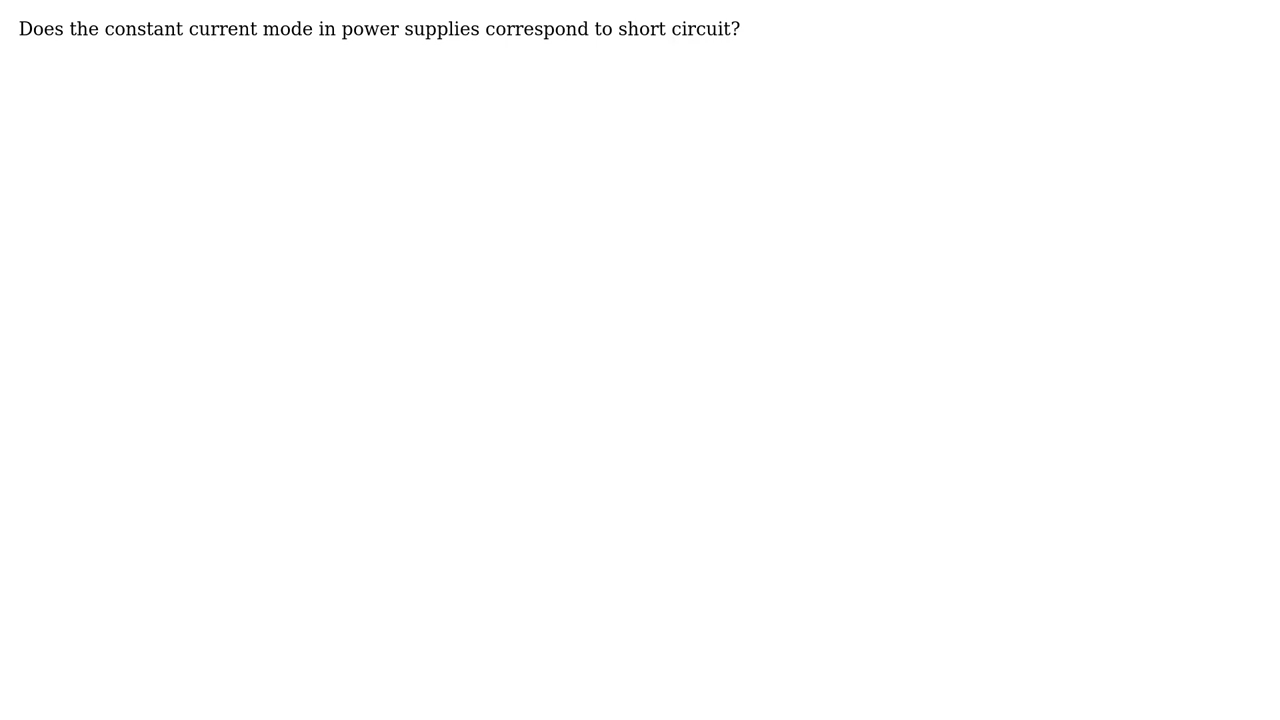 Does the constant current mode in power supplies correspond to short circuit?